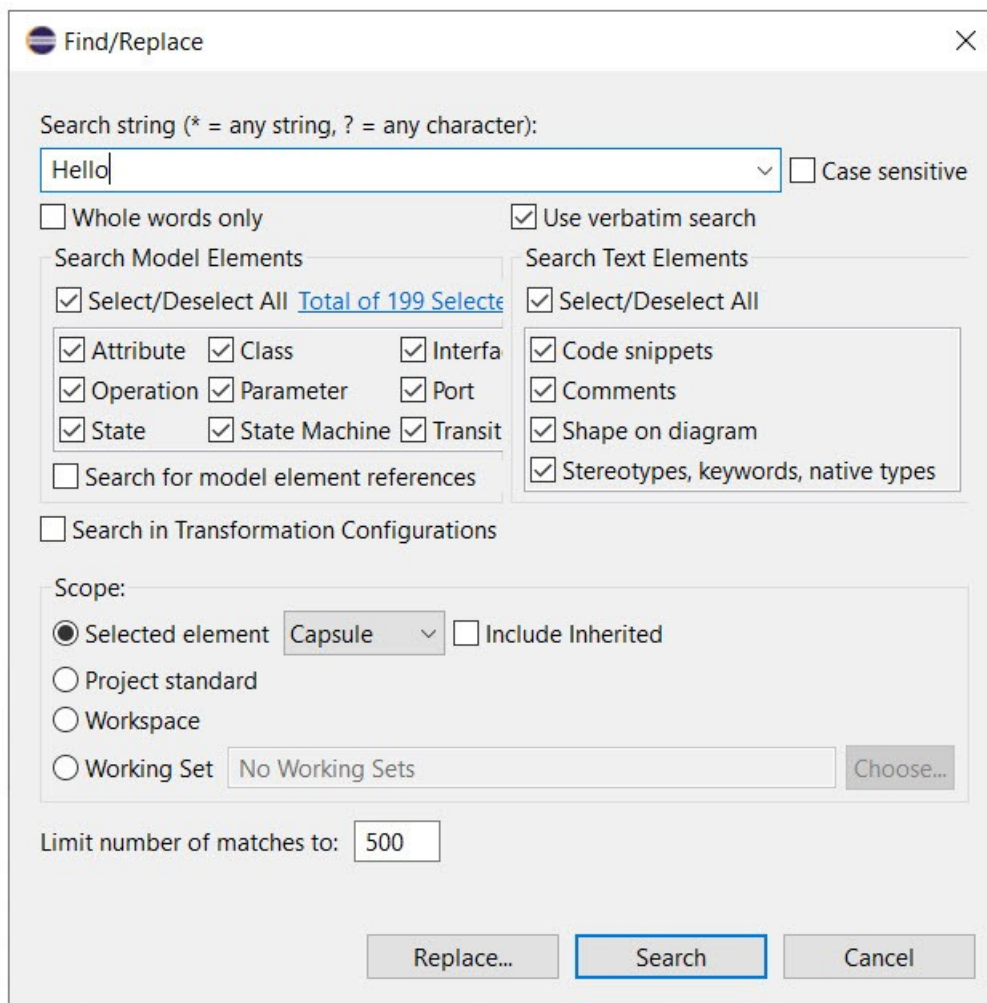 Find/Replace
Search string (* = any string, ? = any character):
Hello
Case sensitive
Whole words only
Use verbatim search
Search Model Elements
Search Text Elements
Select/Deselect All Total of 199 Selecte
Select/Deselect All
Attribute Class Interfa
Operation Parameter Port
State State Machine Transit
Search for model element references
Code snippets
Comments
Shape on diagram
Stereotypes, keywords, native types
Search in Transformation Configurations
Scope:
Selected element Capsule Include Inherited
Project standard
Workspace
Working Set No Working Sets Choose...
Limit number of matches to: 500
Replace... Search Cancel